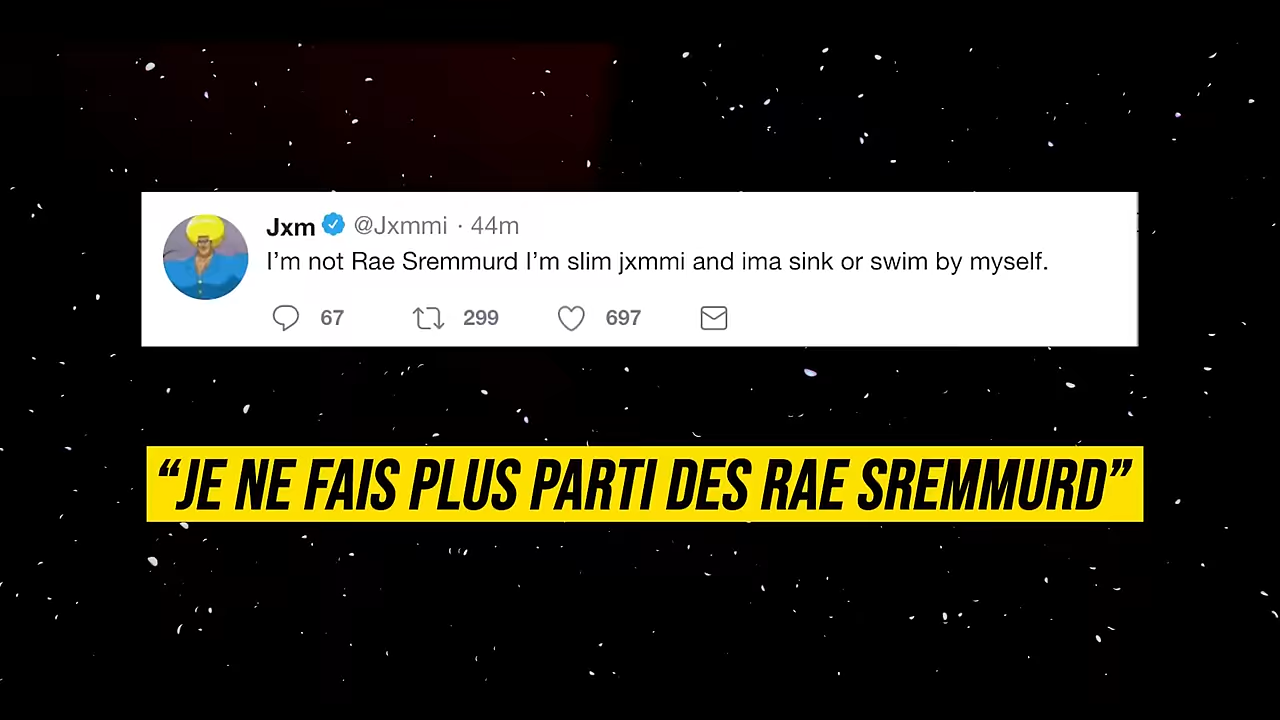 Jxm @Jxmmi · 44m
I'm not Rae Sremmurd I'm slim jxmmi and ima sink or swim by myself.
67 299 697
“JE NE FAIS PLUS PARTI DES RAE SREMMURD”